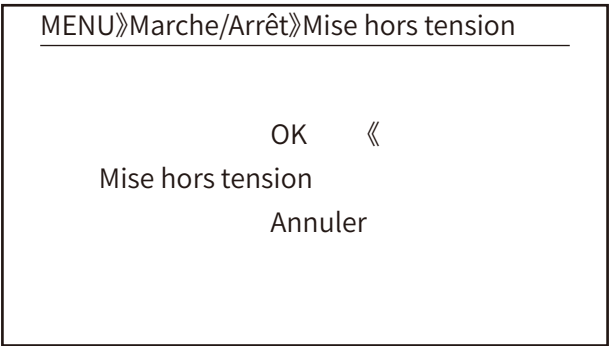 MENU》Marche/Arrêt》Mise hors tension
OK 《
Mise hors tension
Annuler